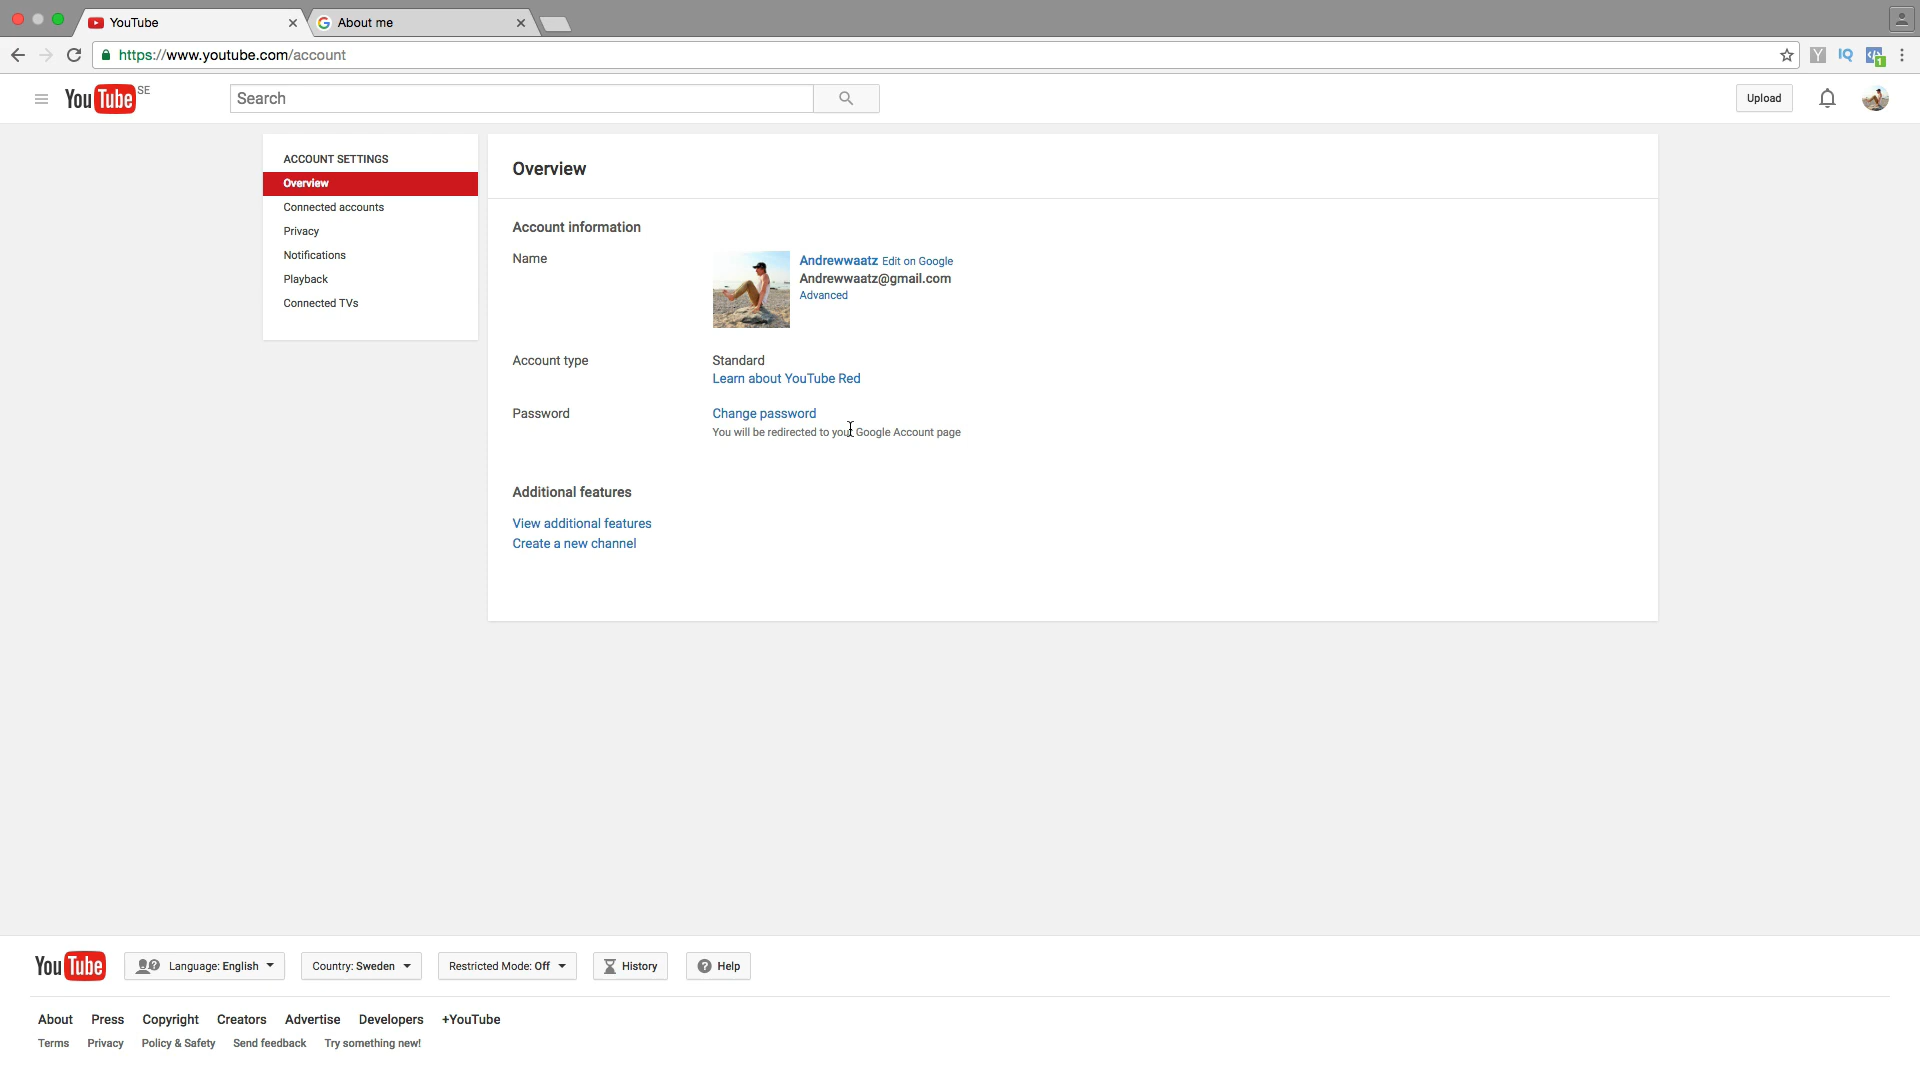 YouTube
About me
https://www.youtube.com/account
YouTube SE
Search
Upload
ACCOUNT SETTINGS
Overview
Connected accounts
Privacy
Notifications
Playback
Connected TVs
Overview
Account information
Name
Andrewwaatz Edit on Google
Andrewwaatz@gmail.com
Advanced
Account type
Standard
Learn about YouTube Red
Password
Change password
You will be redirected to your Google Account page
Additional features
View additional features
Create a new channel
YouTube
Language: English
Country: Sweden
Restricted Mode: Off
History
Help
About Press Copyright Creators Advertise Developers +YouTube
Terms Privacy Policy & Safety Send feedback Try something new!
Y
IQ
1